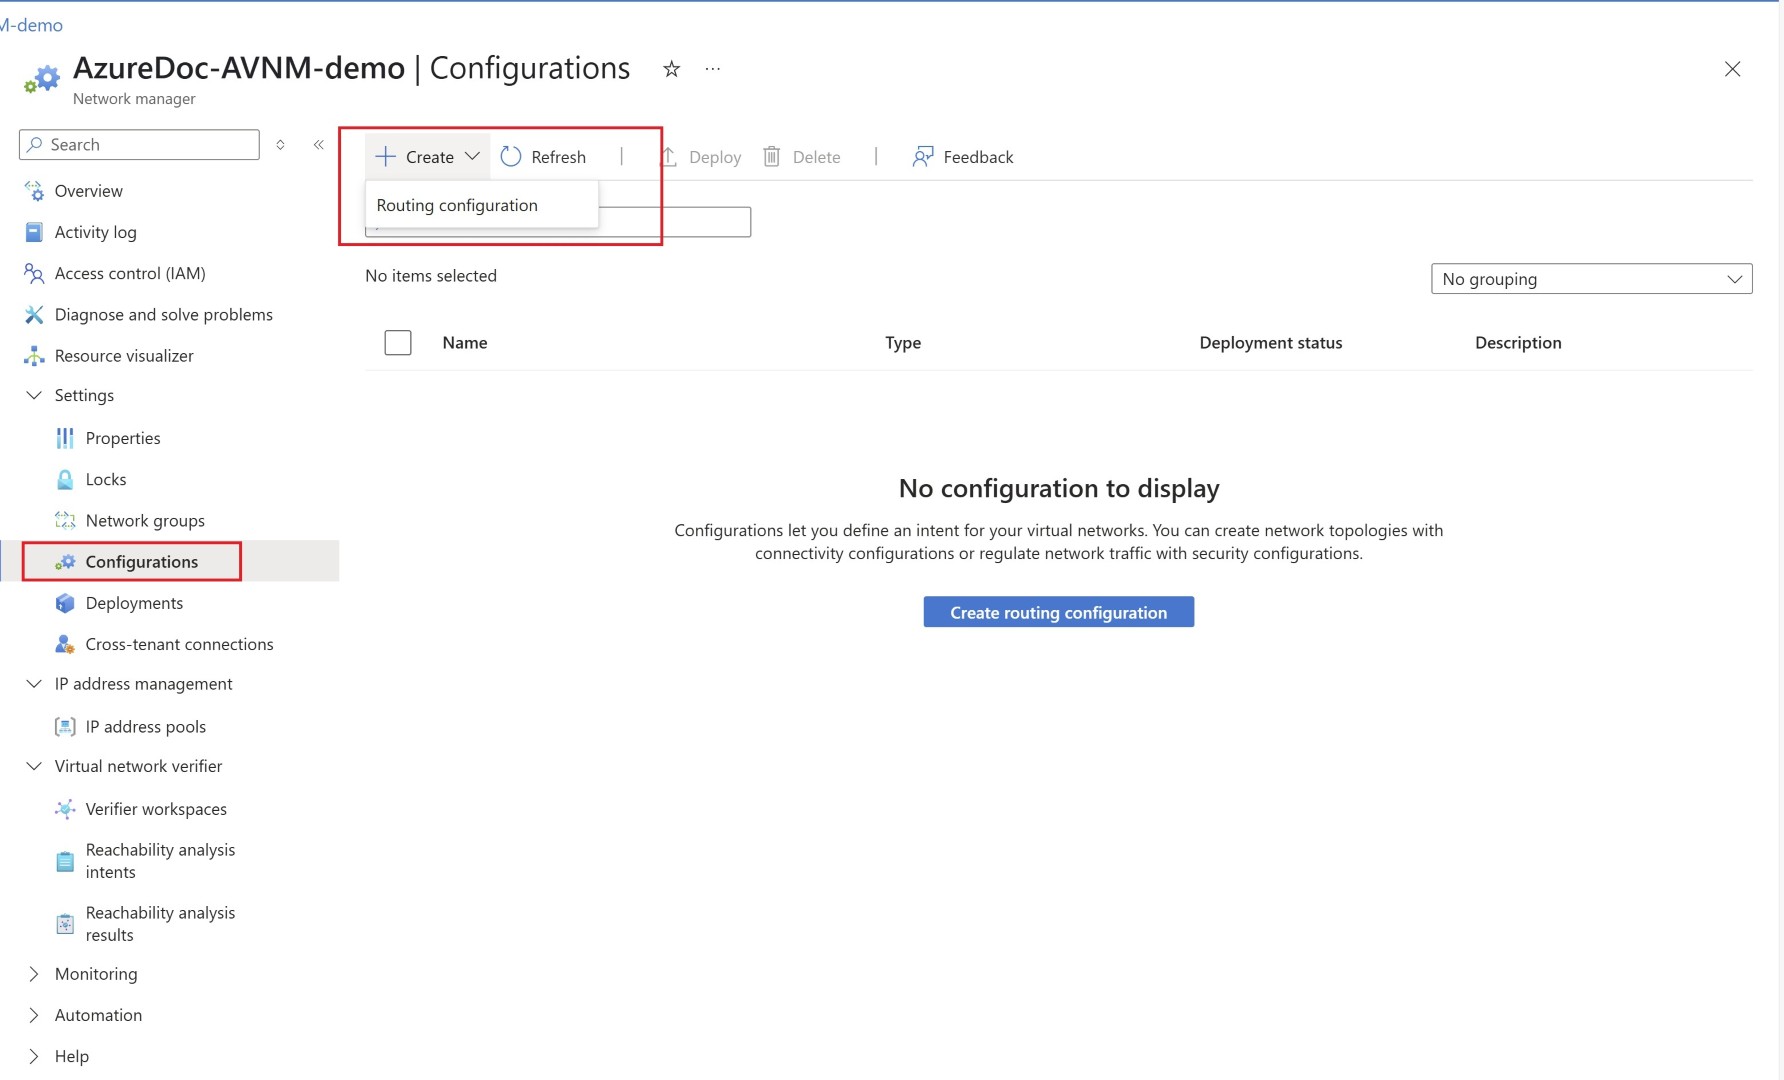 M-demo
AzureDoc-AVNM-demo | Configurations
Network manager
Search
Create
Refresh
Deploy
Delete
Feedback
Routing configuration
No items selected
No grouping
Name
Type
Deployment status
Description
No configuration to display
Configurations let you define an intent for your virtual networks. You can create network topologies with
connectivity configurations or regulate network traffic with security configurations.
Create routing configuration
Overview
Activity log
Access control (IAM)
Diagnose and solve problems
Resource visualizer
Settings
Properties
Locks
Network groups
Configurations
Deployments
Cross-tenant connections
IP address management
IP address pools
Virtual network verifier
Verifier workspaces
Reachability analysis
intents
Reachability analysis
results
Monitoring
Automation
Help